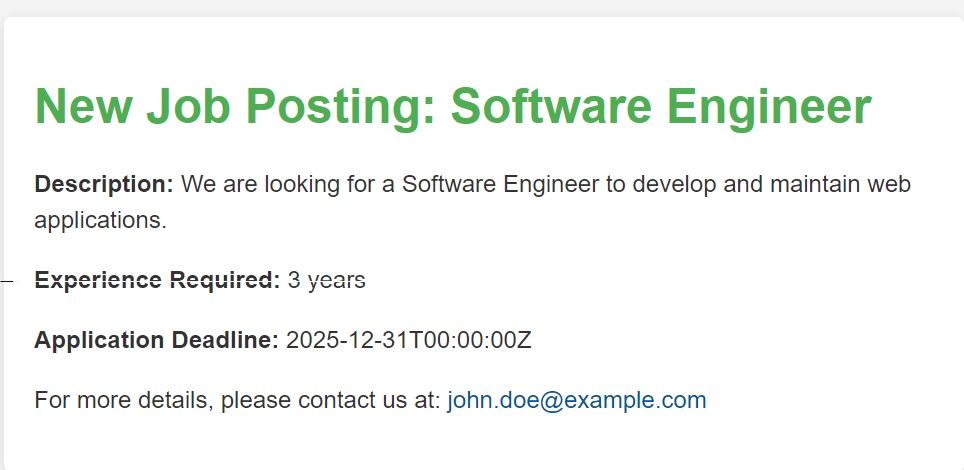 New Job Posting: Software Engineer
Description: We are looking for a Software Engineer to develop and maintain web
applications.
Experience Required: 3 years
Application Deadline: 2025-12-31T00:00:00Z
For more details, please contact us at: john.doe@example.com